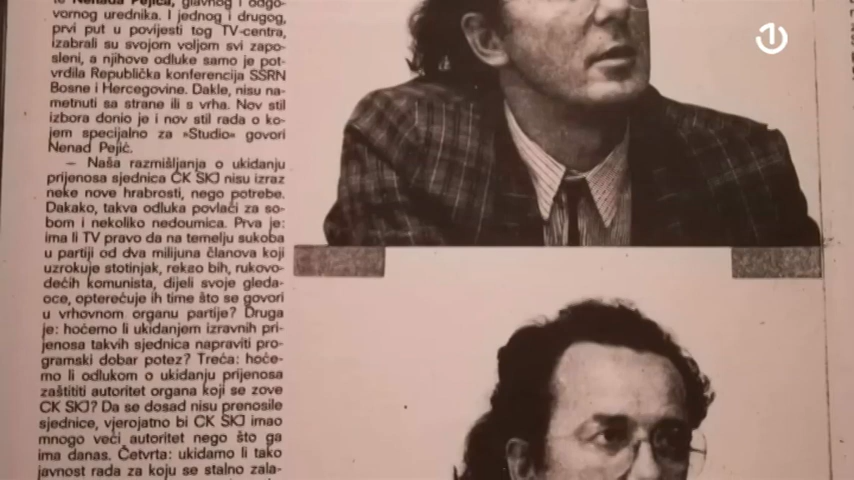 te Nenada Pejića, glavnog i odgo-
vornog urednika. I jednog i drugog,
prvi put u povijesti tog TV-centra,
izabrali su svojom voljom svi zapo-
sleni, a njihove odluke samo je pot-
vrdila Republička konferencija SSRN
Bosne i Hercegovine. Dakle, nisu na-
metnuti sa strane ili s vrha. Nov stil
izbora donio je i nov stil rada o ko-
jem specijalno za »Studio« govori
Nenad Pejić.
— Naša razmišljanja o ukidanju
prijenosa sjednica CK SKJ nisu izraz
neke nove hrabrosti, nego potrebe.
Dakako, takva odluka povlači za so-
bom i nekoliko nedoumica. Prva je:
ima li TV pravo da na temelju sukoba
u partiji od dva milijuna članova koji
uzrokuje stotinjak, rekao bih, rukovo-
dećih komunista, dijeli svoje gleda-
oce, opterećuje ih time što se govori
u vrhovnom organu partije? Druga
je: hoćemo li ukidanjem izravnih pri-
jenosa takvih sjednica napraviti pro-
gramski dobar potez? Treća: hoće-
mo li odlukom o ukidanju prijenosa
zaštititi autoritet organa koji se zove
CK SKJ? Da se dosad nisu prenosile
sjednice, vjerojatno bi CK SKJ imao
mnogo veći autoritet nego što ga
ima danas. Četvrta: ukidamo li tako
javnost rada za koju se stalno zala-
1